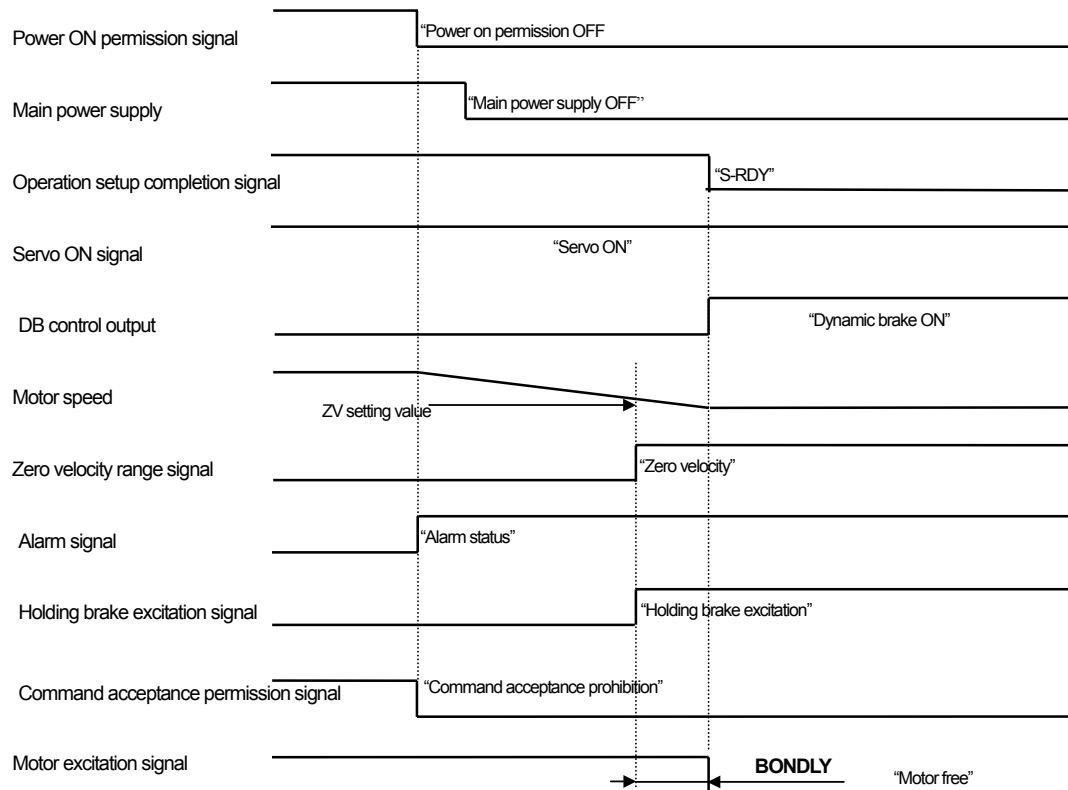 Power ON permission signal
“Power on permission OFF
Main power supply
“Main power supply OFF”
Operation setup completion signal
“S-RDY”
Servo ON signal
“Servo ON”
DB control output
“Dynamic brake ON”
Motor speed
ZV setting value
Zero velocity range signal
“Zero velocity”
Alarm signal
“Alarm status”
Holding brake excitation signal
“Holding brake excitation”
Command acceptance permission signal
“Command acceptance prohibition”
Motor excitation signal
BONDLY
“Motor free”